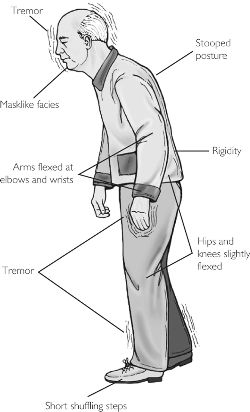 Tremor
Stooped
posture
Masklike facies
Rigidity
Arms flexed at
elbows and wrists
Hips and
knees slightly
flexed
Tremor
Short shuffling steps